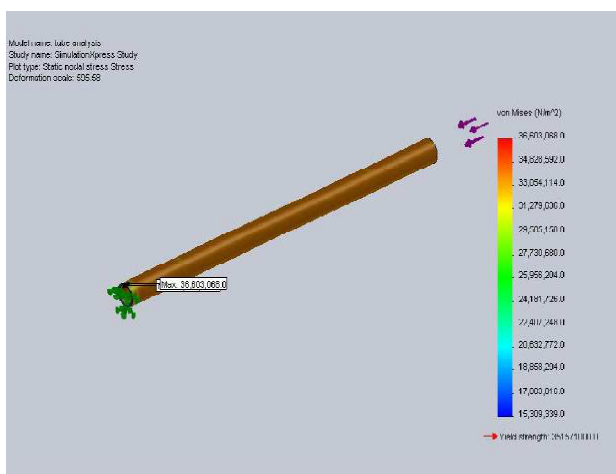 Model name: tube analysis
Study name: SimulationXpress Study
Plot type: Static nodal stress Stress
Deformation scale: 595.58
von Mises (N/m^2)
36,603,068.0
34,828,592.0
33,054,114.0
31,279,636.0
29,505,158.0
27,730,680.0
25,956,204.0
24,181,726.0
22,407,248.0
20,632,772.0
18,858,294.0
17,083,816.0
15,309,339.0
Max: 36,603,068.0
Yield strength: